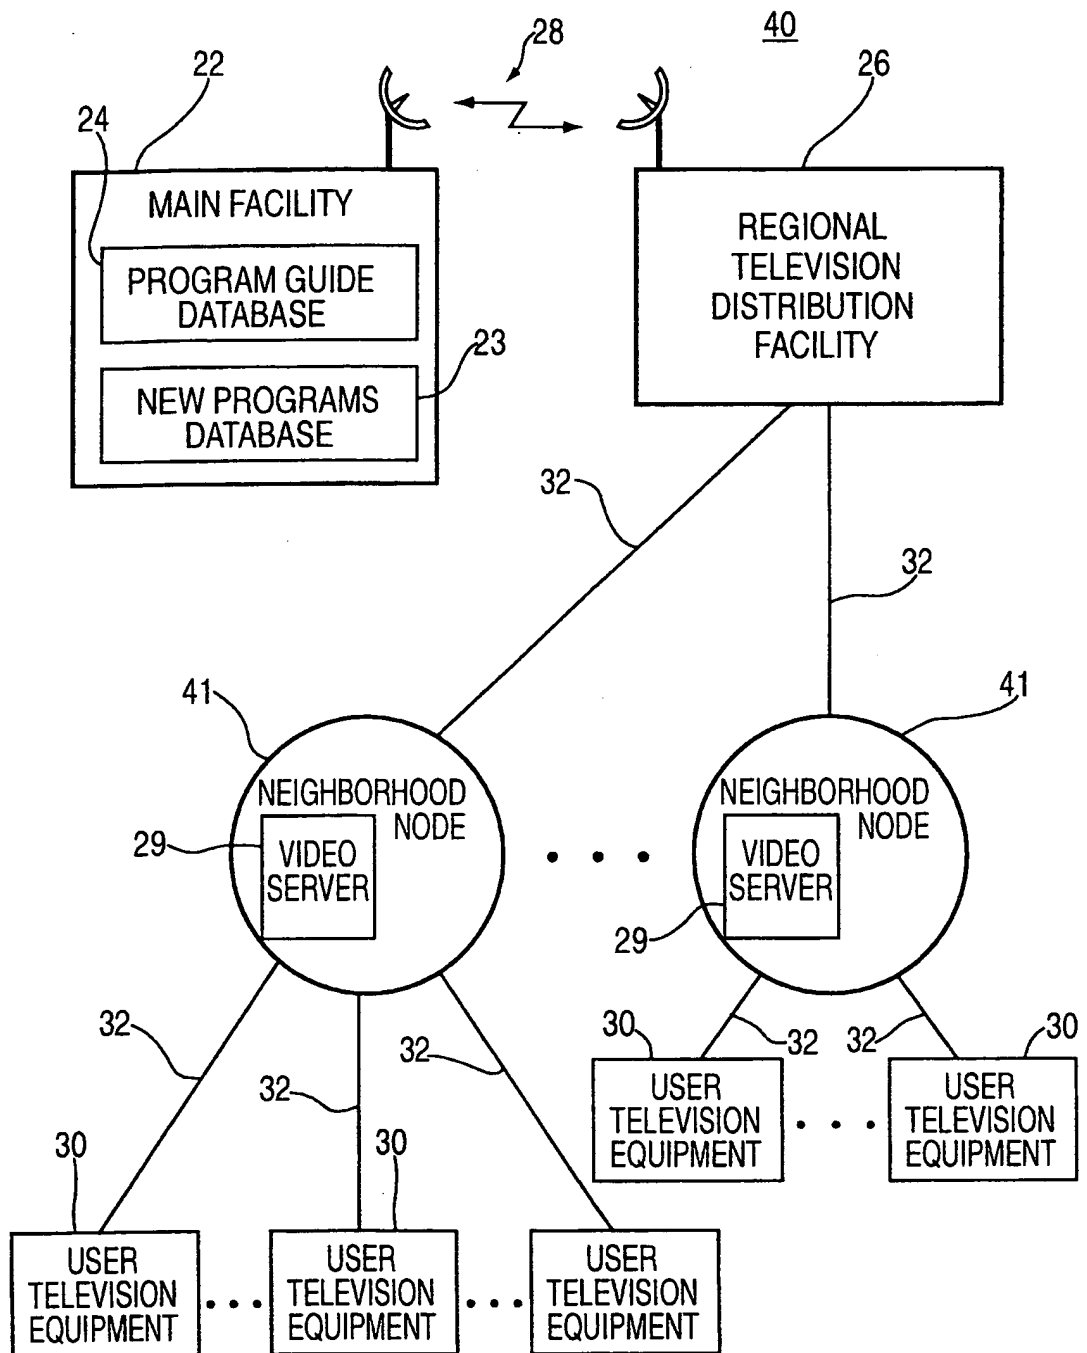 40
28
22
26
24
MAIN FACILITY
PROGRAM GUIDE
DATABASE
23
NEW PROGRAMS
DATABASE
REGIONAL
TELEVISION
DISTRIBUTION
FACILITY
32
32
41
41
NEIGHBORHOOD
NODE
29
VIDEO
SERVER
NEIGHBORHOOD
NODE
VIDEO
SERVER
29
32
32
32
30
32
32
30
USER
TELEVISION
EQUIPMENT
USER
TELEVISION
EQUIPMENT
30
30
USER
TELEVISION
EQUIPMENT
USER
TELEVISION
EQUIPMENT
USER
TELEVISION
EQUIPMENT